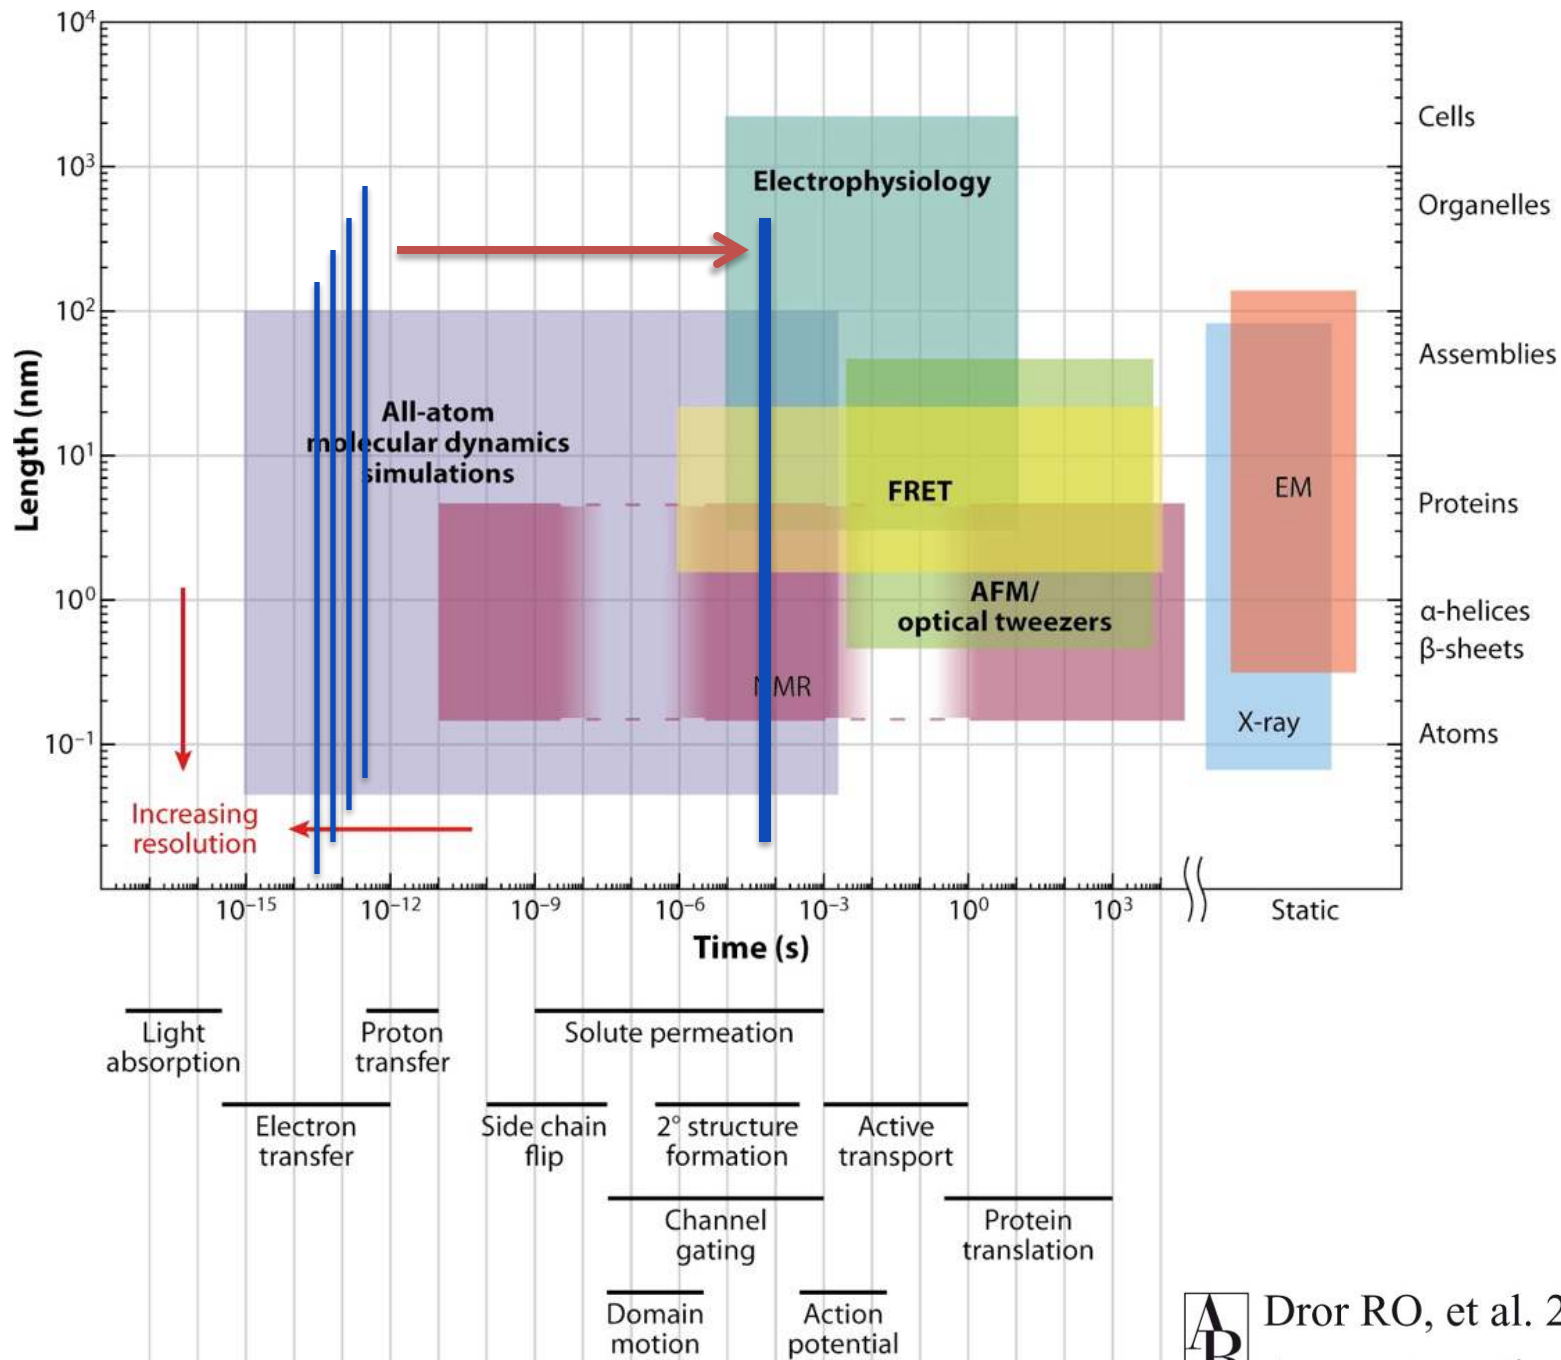 10⁴
10³
10²
10¹
10⁰
10⁻¹
Length (nm)
Cells
Organelles
Assemblies
Proteins
α-helices
β-sheets
Atoms
Electrophysiology
All-atom
molecular dynamics
simulations
FRET
EM
AFM/
optical tweezers
NMR
X-ray
Increasing
resolution
10⁻¹⁵ 10⁻¹² 10⁻⁹ 10⁻⁶ 10⁻³ 10⁰ 10³ Static
Time (s)
Light
absorption
Proton
transfer
Solute permeation
Electron
transfer
Side chain
flip
2° structure
formation
Active
transport
Channel
gating
Protein
translation
Domain
motion
Action
potential
AR
Dror RO, et al. 2